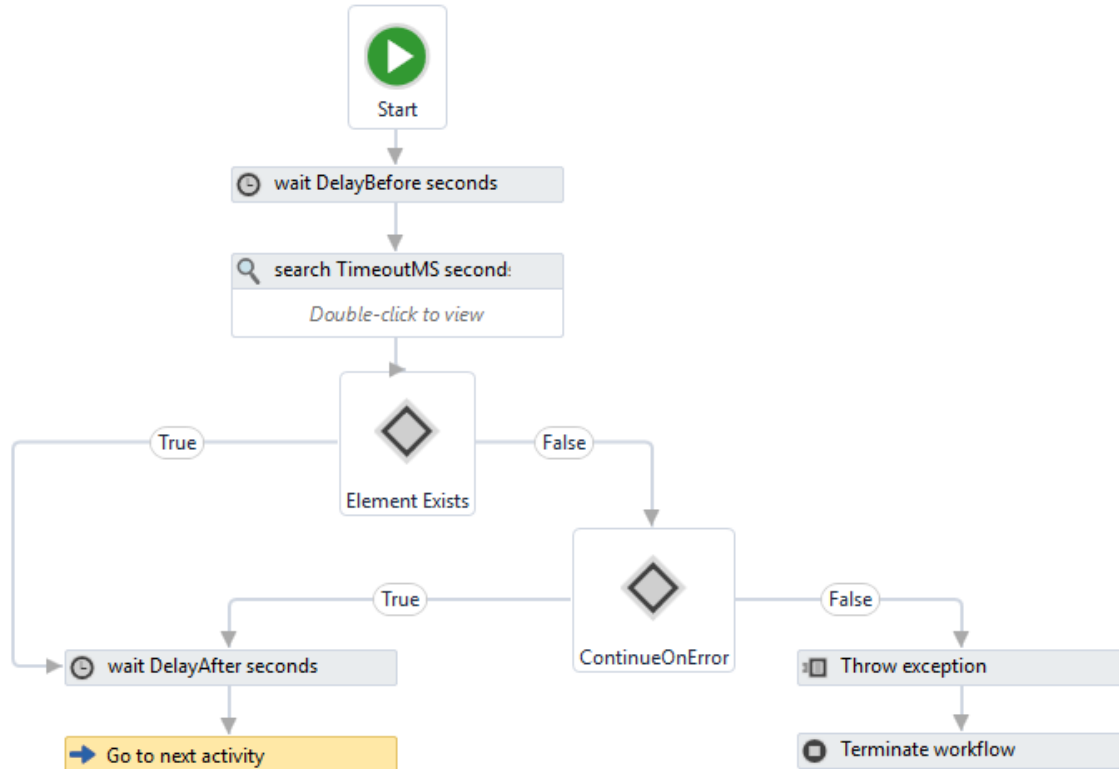 Start
wait DelayBefore seconds
search TimeoutMS second
Double-click to view
True
False
Element Exists
True
False
ContinueOnError
wait DelayAfter seconds
Throw exception
Go to next activity
Terminate workflow